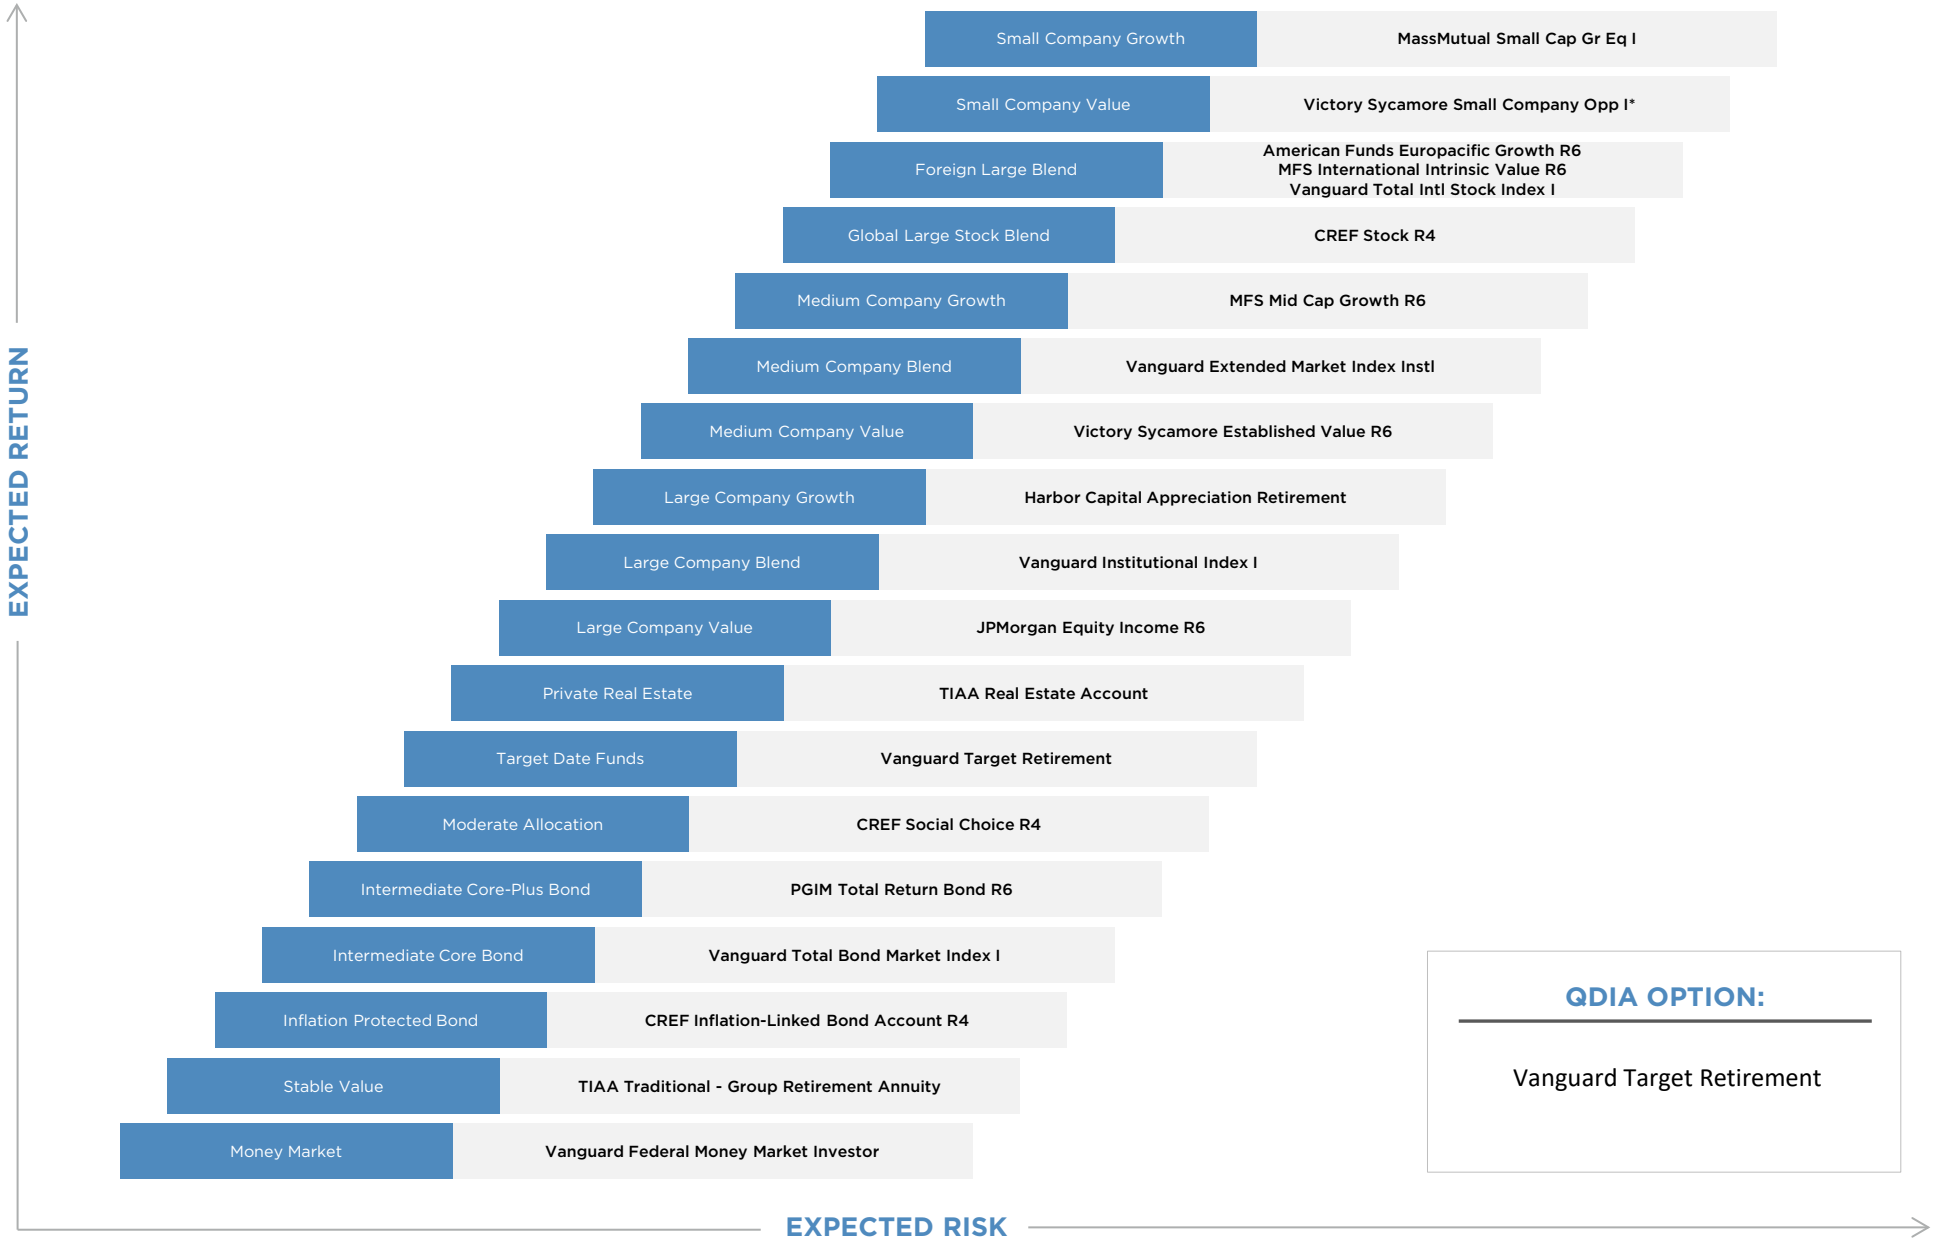 Small Company Growth
MassMutual Small Cap Gr Eq I
Small Company Value
Victory Sycamore Small Company Opp I*
Foreign Large Blend
American Funds Europacific Growth R6
MFS International Intrinsic Value R6
Vanguard Total Intl Stock Index I
Global Large Stock Blend
CREF Stock R4
Medium Company Growth
MFS Mid Cap Growth R6
Medium Company Blend
Vanguard Extended Market Index Instl
Medium Company Value
Victory Sycamore Established Value R6
Large Company Growth
Harbor Capital Appreciation Retirement
Large Company Blend
Vanguard Institutional Index I
Large Company Value
JPMorgan Equity Income R6
Private Real Estate
TIAA Real Estate Account
Target Date Funds
Vanguard Target Retirement
Moderate Allocation
CREF Social Choice R4
Intermediate Core-Plus Bond
PGIM Total Return Bond R6
Intermediate Core Bond
Vanguard Total Bond Market Index I
Inflation Protected Bond
CREF Inflation-Linked Bond Account R4
Stable Value
TIAA Traditional - Group Retirement Annuity
Money Market
Vanguard Federal Money Market Investor
EXPECTED RETURN
EXPECTED RISK
QDIA OPTION:
Vanguard Target Retirement